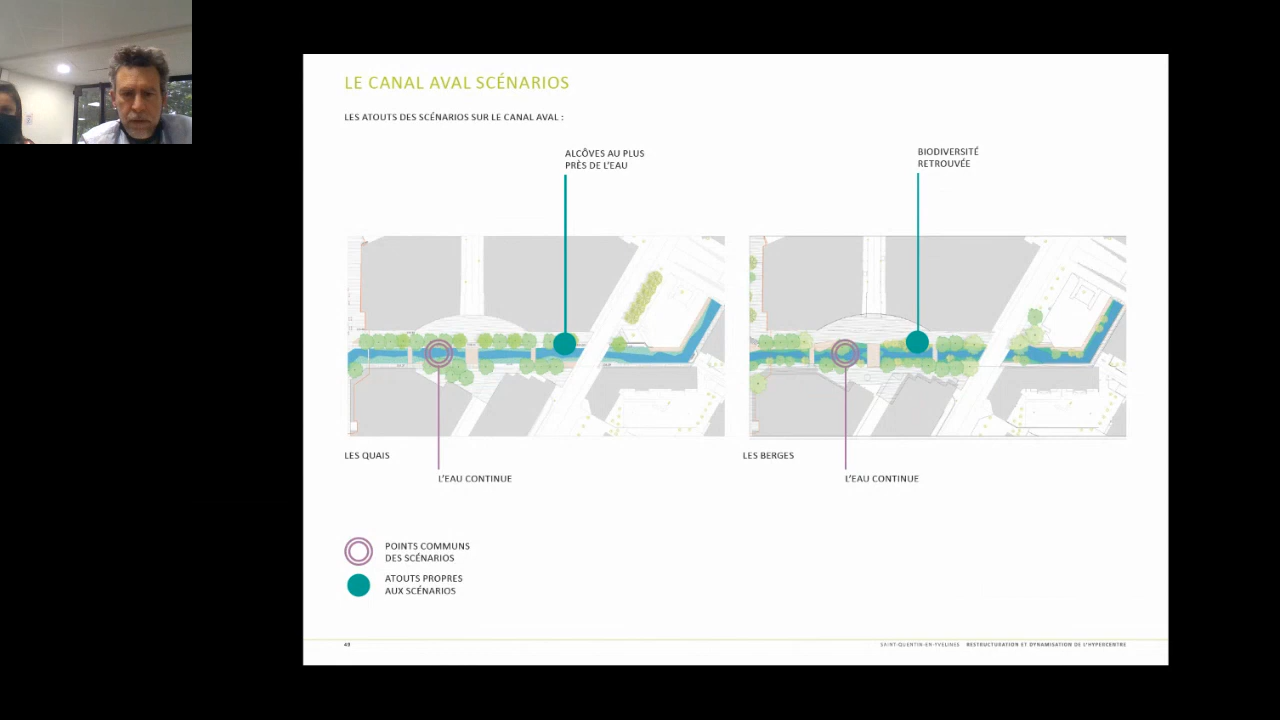 LE CANAL AVAL SCÉNARIOS
LES ATOUTS DES SCÉNARIOS SUR LE CANAL AVAL :
ALCÔVES AU PLUS
PRÈS DE L'EAU
BIODIVERSITÉ
RETROUVÉE
LES QUAIS
LES BERGES
L'EAU CONTINUE
L'EAU CONTINUE
POINTS COMMUNS
DES SCÉNARIOS
ATOUTS PROPRES
AUX SCÉNARIOS
49
SAINT-QUENTIN-EN-YVELINES RESTRUCTURATION ET DYNAMISATION DE L'HYPERCENTRE